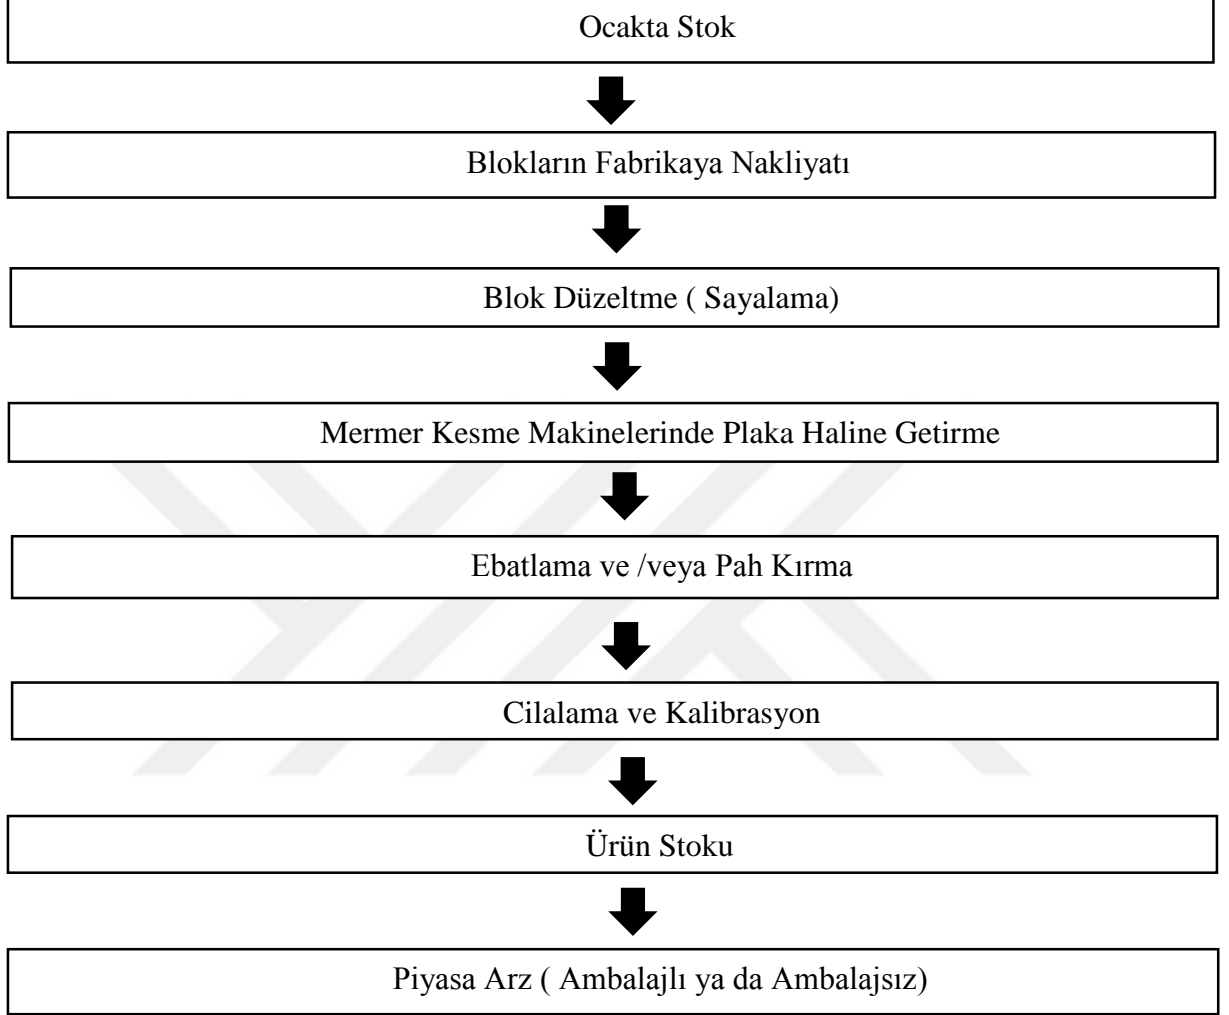 Ocakta Stok
Blokların Fabrikaya Nakliyatı
Blok Düzeltme ( Sayalama)
Mermer Kesme Makinelerinde Plaka Haline Getirme
Ebatlama ve /veya Pah Kırma
Cilalama ve Kalibrasyon
Ürün Stoku
Piyasa Arz ( Ambalajlı ya da Ambalajsız)